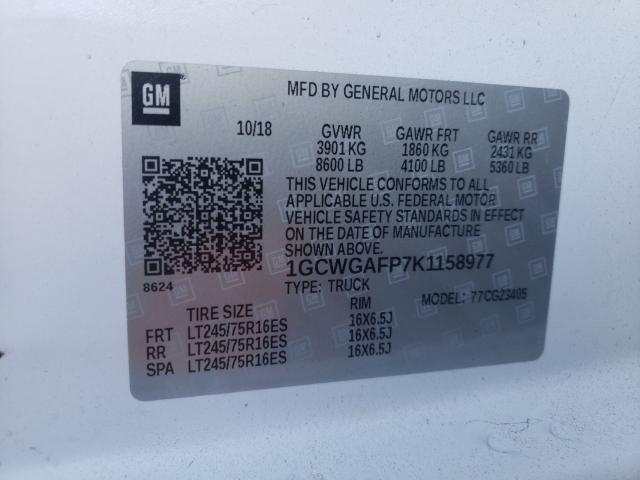 GM
MFD BY GENERAL MOTORS LLC
10/18 GVWR GAWR FRT GAWR RR
3901 KG 1860 KG 2431 KG
8600 LB 4100 LB 5360 LB
THIS VEHICLE CONFORMS TO ALL
APPLICABLE U.S. FEDERAL MOTOR
VEHICLE SAFETY STANDARDS IN EFFECT
ON THE DATE OF MANUFACTURE
1GCWGAFP7K1158977
8624
TYPE: TRUCK MODEL: 77CG23405
TIRE SIZE RIM
FRT LT245/75R16ES 16X6.5J
RR LT245/75R16ES 16X6.5J
SPA LT245/75R16ES 16X6.5J